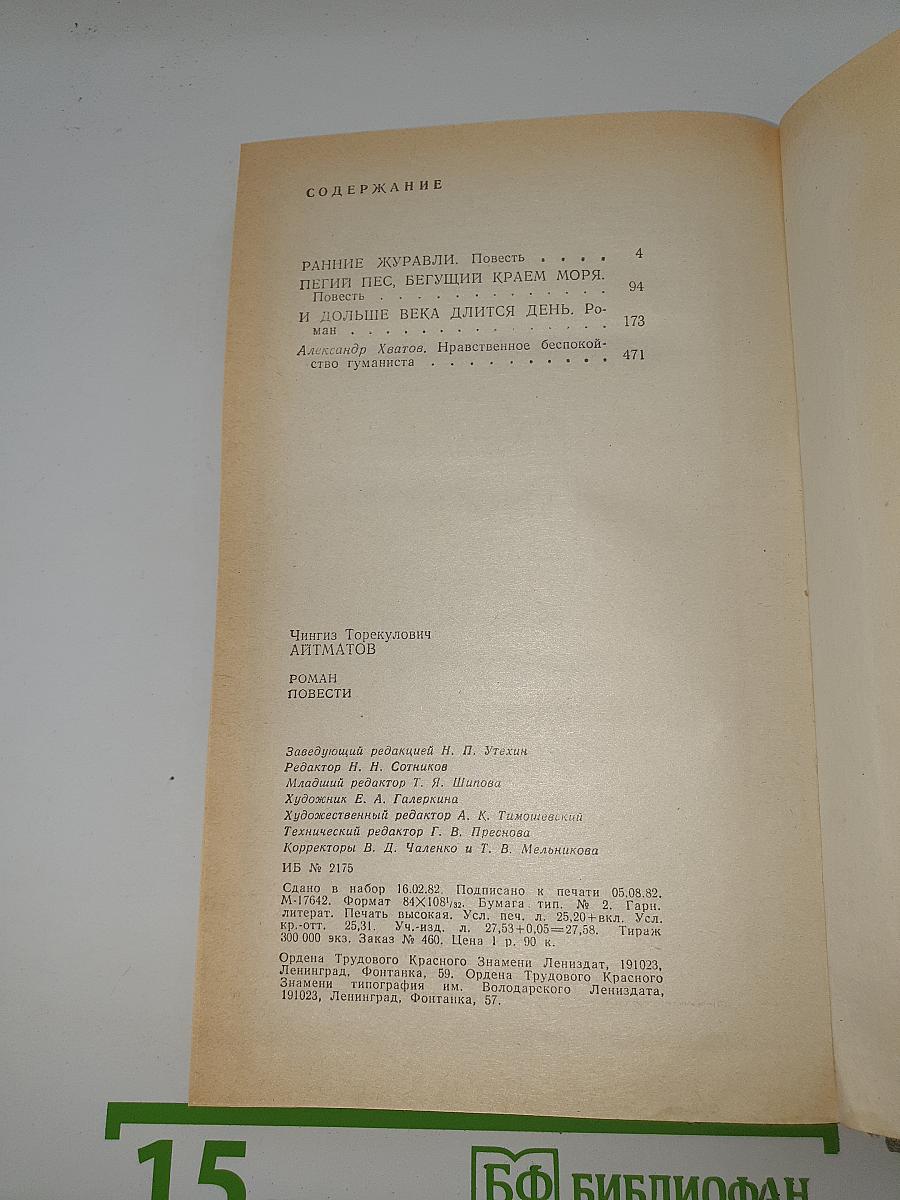 СОДЕРЖАНИЕ
РАННИЕ ЖУРАВЛИ. Повесть . . . . 4
ПЕГИЙ ПЕС, БЕГУЩИЙ КРАЕМ МОРЯ.
Повесть . . . . . . . . . . . . . 94
И ДОЛЬШЕ ВЕКА ДЛИТСЯ ДЕНЬ. Ро-
ман . . . . . . . . . . . . . . . 173
Александр Хватов. Нравственное беспокой-
ство гуманиста . . . . . . . . . . 471
Чингиз Торекулович
АЙТМАТОВ
РОМАН
ПОВЕСТИ
Заведующий редакцией Н. П. Утехин
Редактор Н. Н. Сотников
Младший редактор Т. Я. Шипова
Художник Е. А. Галеркина
Художественный редактор А. К. Тимошевский
Технический редактор Г. В. Преснова
Корректоры В. Д. Чаленко и Т. В. Мельникова
ИБ № 2175
Сдано в набор 16.02.82. Подписано к печати 05.08.82.
М-17642. Формат 84×108¹/₃₂. Бумага тип. № 2. Гарн.
литерат. Печать высокая. Усл. печ. л. 25,20+вкл. Усл.
кр.-отт. 25,31. Уч.-изд. л. 27,53+0,05=27,58. Тираж
300 000 экз. Заказ № 460. Цена 1 р. 90 к.
Ордена Трудового Красного Знамени Лениздат, 191023,
Ленинград, Фонтанка, 59. Ордена Трудового Красного
Знамени типография им. Володарского Лениздата,
191023, Ленинград, Фонтанка, 57.
15
БФ БИБЛИОФАН